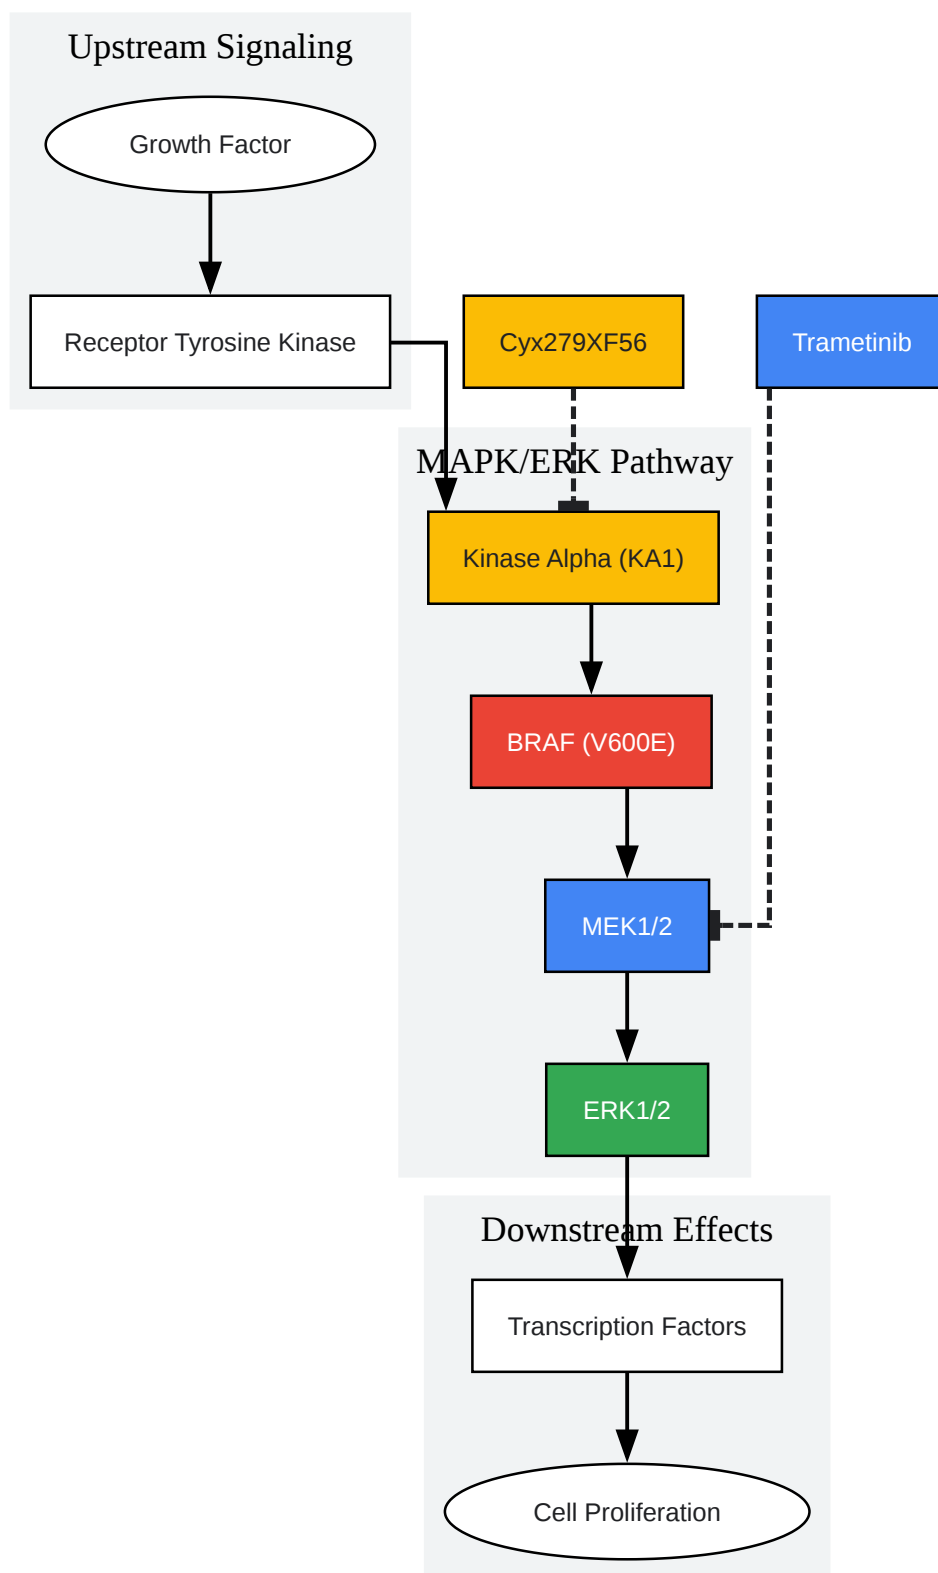 Upstream Signaling
Growth Factor
Receptor Tyrosine Kinase
Cyx279XF56
Trametinib
MAPK/ERK Pathway
Kinase Alpha (KA1)
BRAF (V600E)
MEK1/2
ERK1/2
Downstream Effects
Transcription Factors
Cell Proliferation